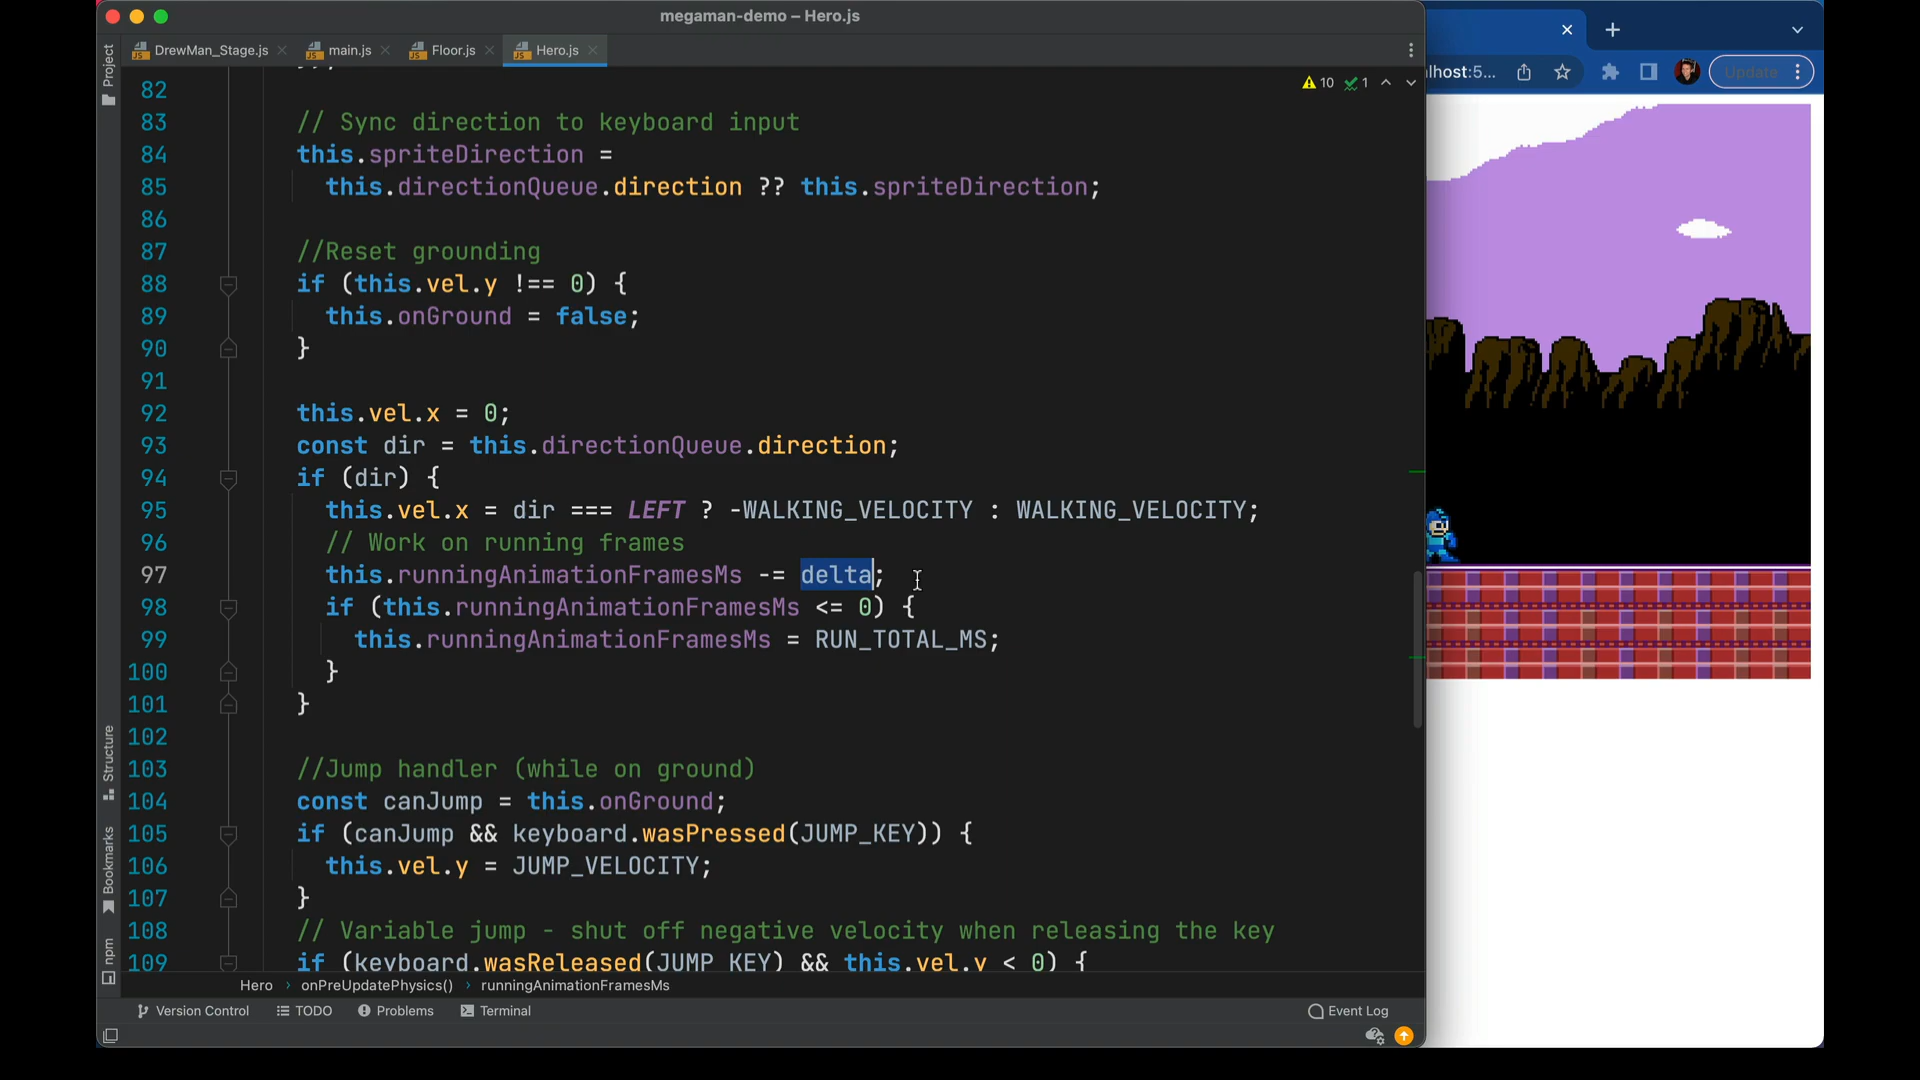 megaman-demo – Hero.js
DrewMan_Stage.js
main.js
Floor.js
Hero.js
Project
10
1
lhost:5...
Update
82
83 // Sync direction to keyboard input
84 this.spriteDirection =
85 this.directionQueue.direction ?? this.spriteDirection;
86
87 //Reset grounding
88 if (this.vel.y !== 0) {
89 this.onGround = false;
90 }
91
92 this.vel.x = 0;
93 const dir = this.directionQueue.direction;
94 if (dir) {
95 this.vel.x = dir === LEFT ? -WALKING_VELOCITY : WALKING_VELOCITY;
96 // Work on running frames
97 this.runningAnimationFramesMs -= delta;
98 if (this.runningAnimationFramesMs <= 0) {
99 this.runningAnimationFramesMs = RUN_TOTAL_MS;
100 }
101 }
102
103 //Jump handler (while on ground)
104 const canJump = this.onGround;
105 if (canJump && keyboard.wasPressed(JUMP_KEY)) {
106 this.vel.y = JUMP_VELOCITY;
107 }
108 // Variable jump - shut off negative velocity when releasing the key
109 if (keyboard.wasReleased(JUMP_KEY) && this.vel.y < 0) {
Structure
Bookmarks
npm
Hero › onPreUpdatePhysics() › runningAnimationFramesMs
Version Control
TODO
Problems
Terminal
Event Log